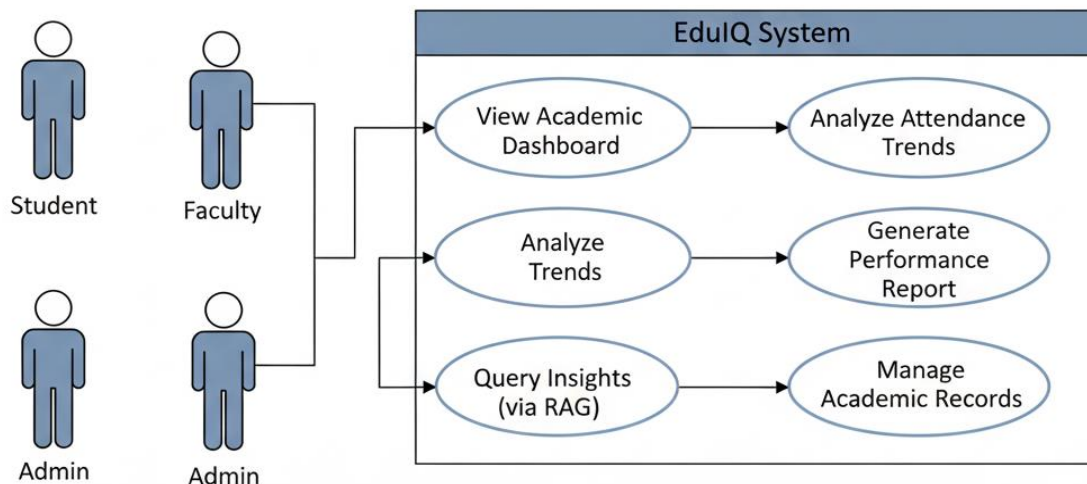 EduIQ System
Student
Faculty
Admin
Admin
View Academic
Dashboard
Analyze Attendance
Trends
Analyze
Trends
Generate
Performance
Report
Query Insights
(via RAG)
Manage
Academic Records